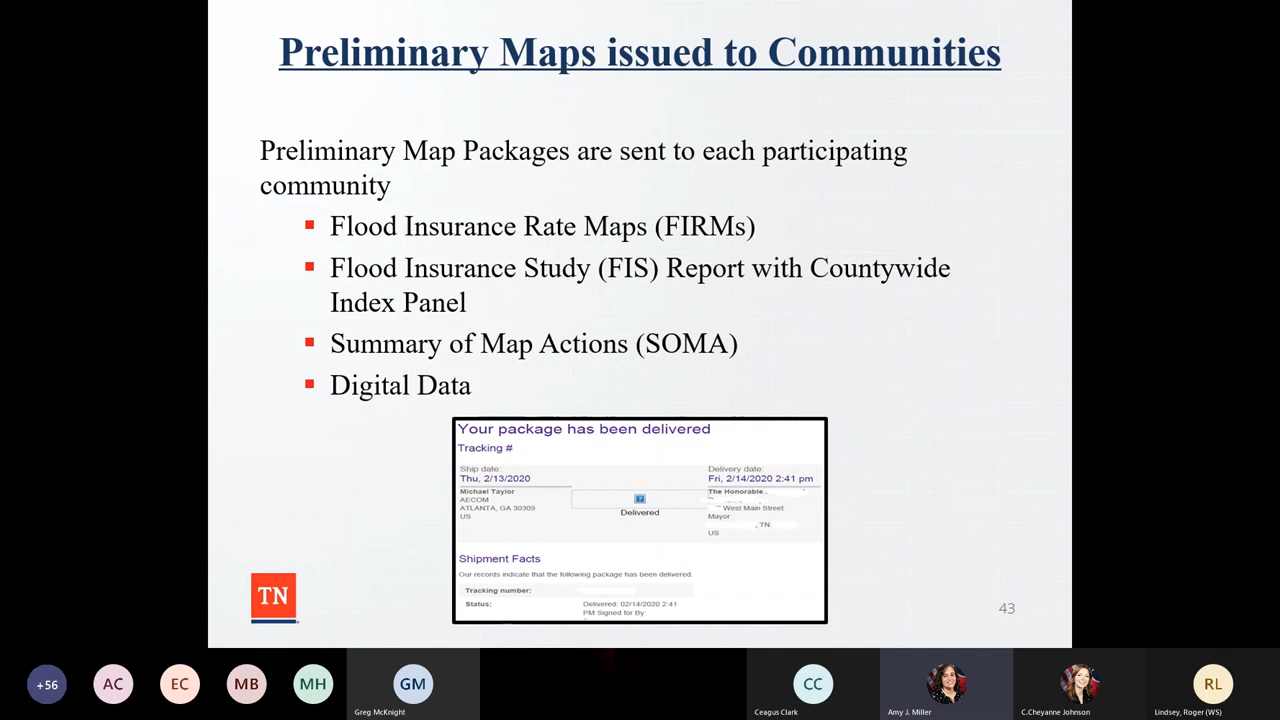 Preliminary Maps issued to Communities
Preliminary Map Packages are sent to each participating
community
Flood Insurance Rate Maps (FIRMs)
Flood Insurance Study (FIS) Report with Countywide
Index Panel
Summary of Map Actions (SOMA)
Digital Data
Your package has been delivered
Tracking #
Ship date:
Thu, 2/13/2020
Michael Taylor
AECOM
ATLANTA, GA 30309
US
Delivered
Delivery date:
Fri, 2/14/2020 2:41 pm
The Honorable
West Main Street
Mayor
, TN
US
Shipment Facts
Our records indicate that the following package has been delivered.
Tracking number:
Status:
Delivered: 02/14/2020 2:41
PM Signed for By:
TN
43
+56
AC
EC
MB
MH
GM
Greg McKnight
CC
Ceagus Clark
Amy J. Miller
C.Cheyanne Johnson
RL
Lindsey, Roger (WS)